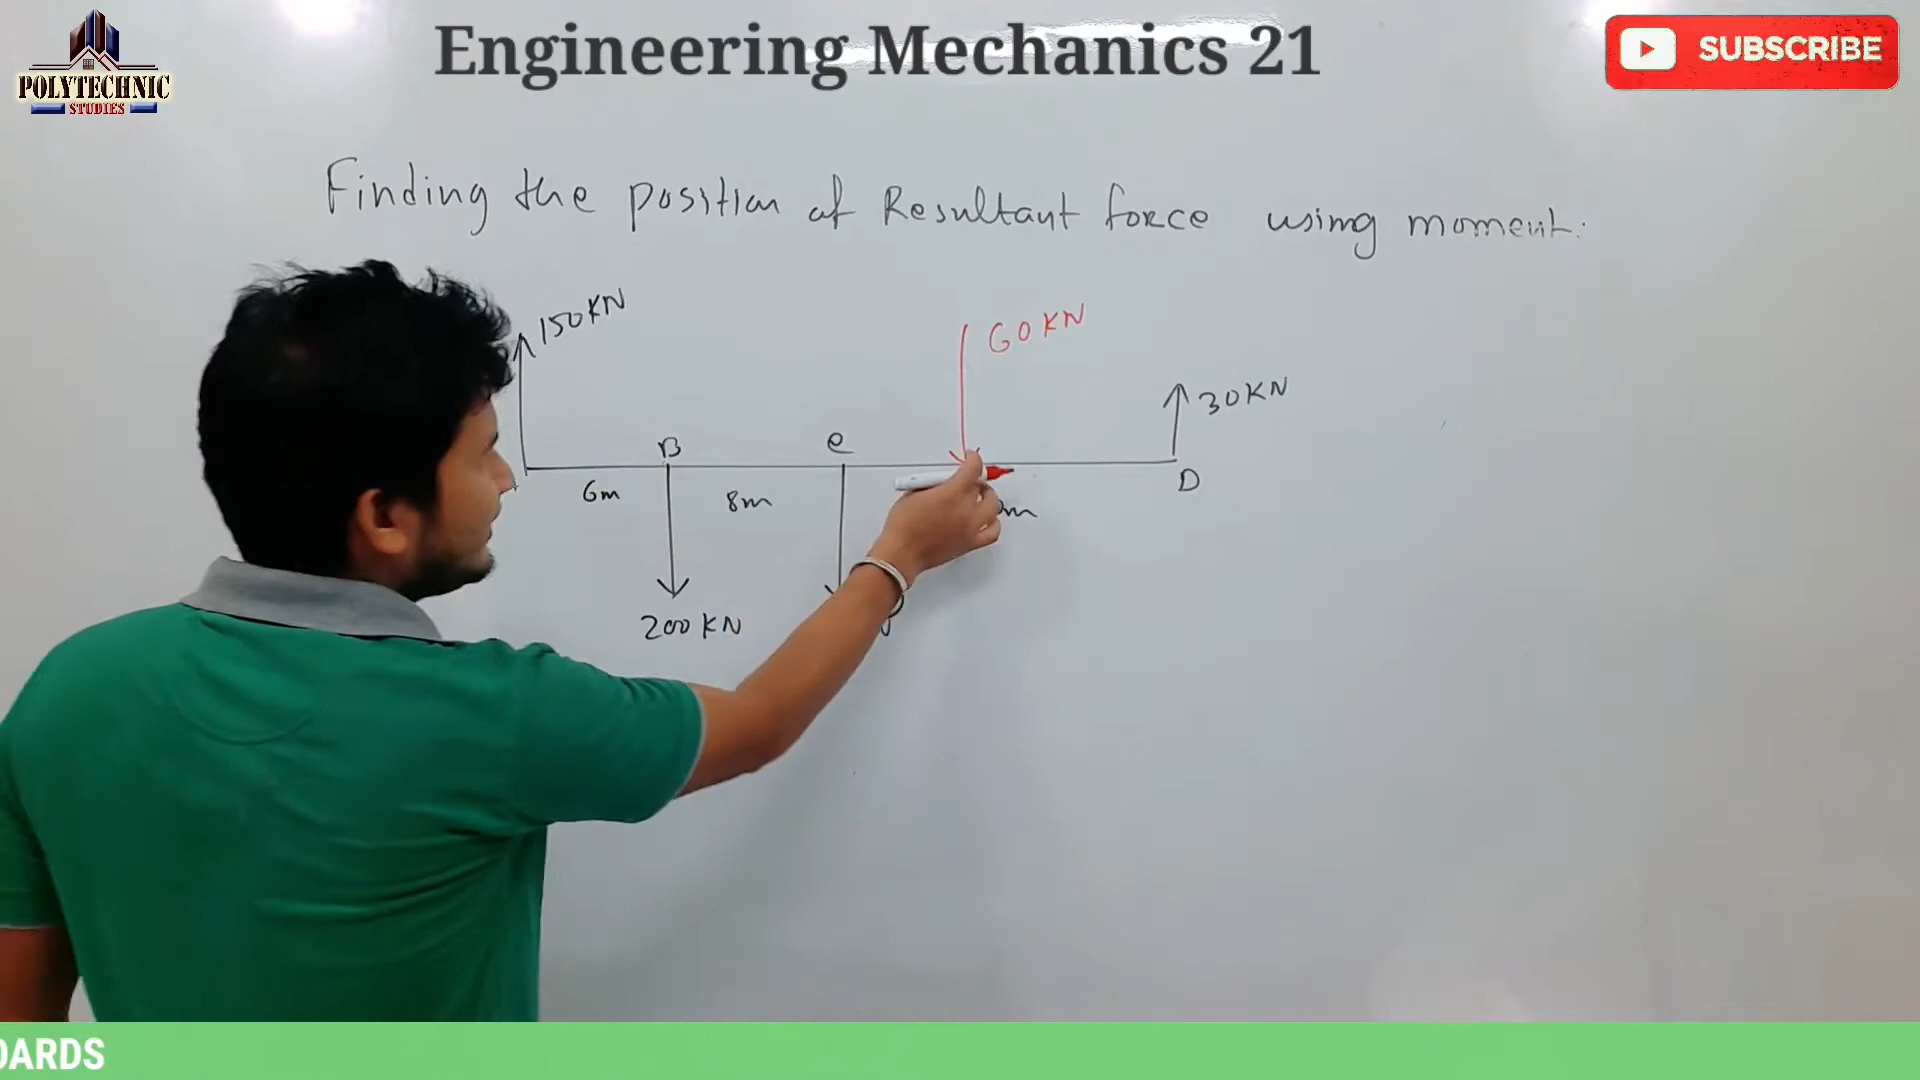 Engineering Mechanics 21
POLYTECHNIC
STUDIES
SUBSCRIBE
Finding the position of Resultant force using moment.
150KN
60KN
30KN
B
C
D
6m
8m
200KN
OARDS